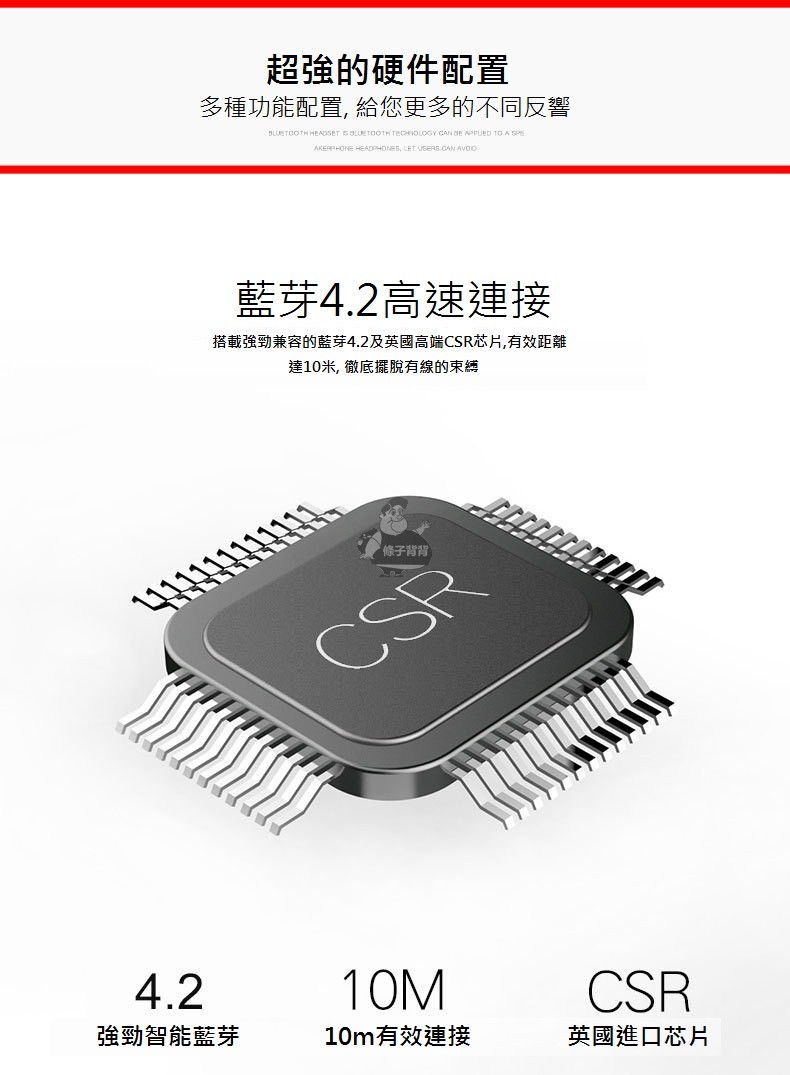 超強的硬件配置
多種功能配置, 給您更多的不同反響
BLUETOOTH HEADSET IS BLUETOOTH TECHNOLOGY CAN BE APPLIED TO A SPE
AKERPHONE HEADPHONES, LET USERS CAN AVOID
藍芽4.2高速連接
搭載強勁兼容的藍芽4.2及英國高端CSR芯片,有效距離
達10米, 徹底擺脫有線的束縛
條子背背
CSR
4.2
強勁智能藍芽
10M
10m有效連接
CSR
英國進口芯片